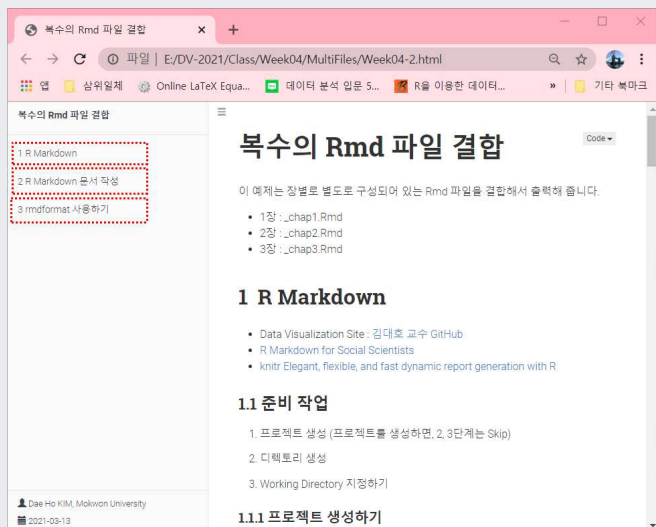 복수의 Rmd 파일 결합
파일 | E:/DV-2021/Class/Week04/MultiFiles/Week04-2.html
앱 삼위일체 Online LaTeX Equa... 데이터 분석 입문 5... R을 이용한 데이터... » 기타 북마크
복수의 Rmd 파일 결합
1 R Markdown
2 R Markdown 문서 작성
3 rmdformat 사용하기
Dae Ho KIM, Mokwon University
2021-03-13
복수의 Rmd 파일 결합
Code
이 예제는 장별로 별도로 구성되어 있는 Rmd 파일을 결합해서 출력해 줍니다.
• 1장 : _chap1.Rmd
• 2장 : _chap2.Rmd
• 3장 : _chap3.Rmd
1 R Markdown
• Data Visualization Site : 김대호 교수 GitHub
• R Markdown for Social Scientists
• knitr Elegant, flexible, and fast dynamic report generation with R
1.1 준비 작업
1. 프로젝트 생성 (프로젝트를 생성하면, 2, 3단계는 Skip)
2. 디렉토리 생성
3. Working Directory 지정하기
1.1.1 프로젝트 생성하기